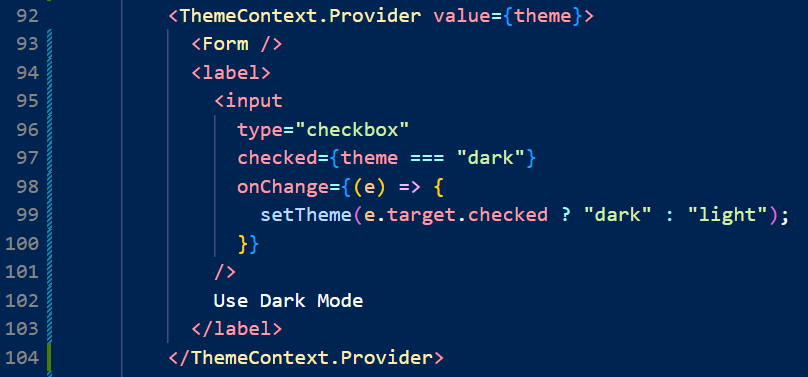 92 <ThemeContext.Provider value={theme}>
93 <Form />
94 <label>
95 <input
96 type="checkbox"
97 checked={theme === "dark"}
98 onChange={(e) => {
99 setTheme(e.target.checked ? "dark" : "light");
100 }}
101 />
102 Use Dark Mode
103 </label>
104 </ThemeContext.Provider>